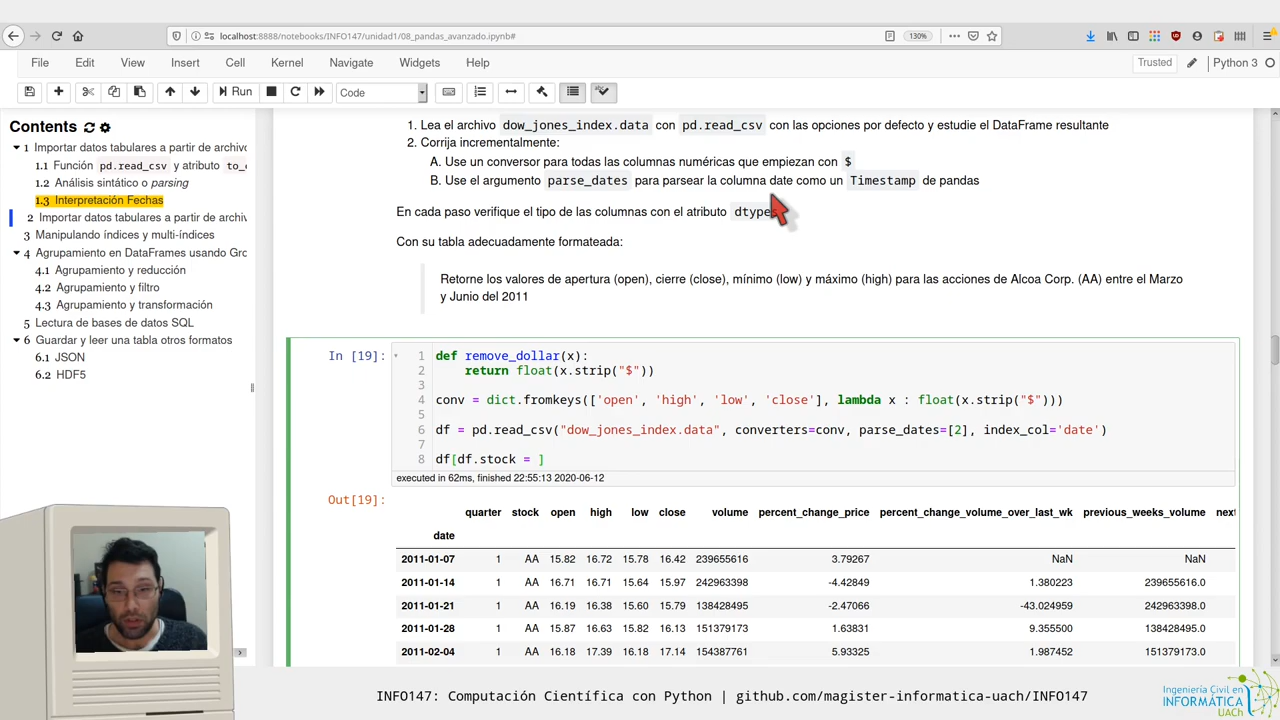 localhost:8888/notebooks/INFO147/unidad1/08_pandas_avanzado.ipynb#
130%
File Edit View Insert Cell Kernel Navigate Widgets Help
Trusted
Python 3
Run
Code
Contents
1 Importar datos tabulares a partir de archivo
1.1 Función pd.read_csv y atributo to_
1.2 Análisis sintático o parsing
1.3 Interpretación Fechas
2 Importar datos tabulares a partir de archiv
3 Manipulando índices y multi-índices
4 Agrupamiento en DataFrames usando Gro
4.1 Agrupamiento y reducción
4.2 Agrupamiento y filtro
4.3 Agrupamiento y transformación
5 Lectura de bases de datos SQL
6 Guardar y leer una tabla otros formatos
6.1 JSON
6.2 HDF5
1. Lea el archivo dow_jones_index.data con pd.read_csv con las opciones por defecto y estudie el DataFrame resultante
2. Corrija incrementalmente:
A. Use un conversor para todas las columnas numéricas que empiezan con $
B. Use el argumento parse_dates para parsear la columna date como un Timestamp de pandas
En cada paso verifique el tipo de las columnas con el atributo dtypes
Con su tabla adecuadamente formateada:
Retorne los valores de apertura (open), cierre (close), mínimo (low) y máximo (high) para las acciones de Alcoa Corp. (AA) entre el Marzo
y Junio del 2011
In [19]:
1 def remove_dollar(x):
2 return float(x.strip("$"))
3
4 conv = dict.fromkeys(['open', 'high', 'low', 'close'], lambda x : float(x.strip("$")))
5
6 df = pd.read_csv("dow_jones_index.data", converters=conv, parse_dates=[2], index_col='date')
7
8 df[df.stock = ]
executed in 62ms, finished 22:55:13 2020-06-12
Out[19]:
quarter stock open high low close volume percent_change_price percent_change_volume_over_last_wk previous_weeks_volume next
date
2011-01-07 1 AA 15.82 16.72 15.78 16.42 239655616 3.79267 NaN NaN
2011-01-14 1 AA 16.71 16.71 15.64 15.97 242963398 -4.42849 1.380223 239655616.0
2011-01-21 1 AA 16.19 16.38 15.60 15.79 138428495 -2.47066 -43.024959 242963398.0
2011-01-28 1 AA 15.87 16.63 15.82 16.13 151379173 1.63831 9.355500 138428495.0
2011-02-04 1 AA 16.18 17.39 16.18 17.14 154387761 5.93325 1.987452 151379173.0
INFO147: Computación Científica con Python | github.com/magister-informatica-uach/INFO147
Ingeniería Civil en
INFORMÁTICA
UACh